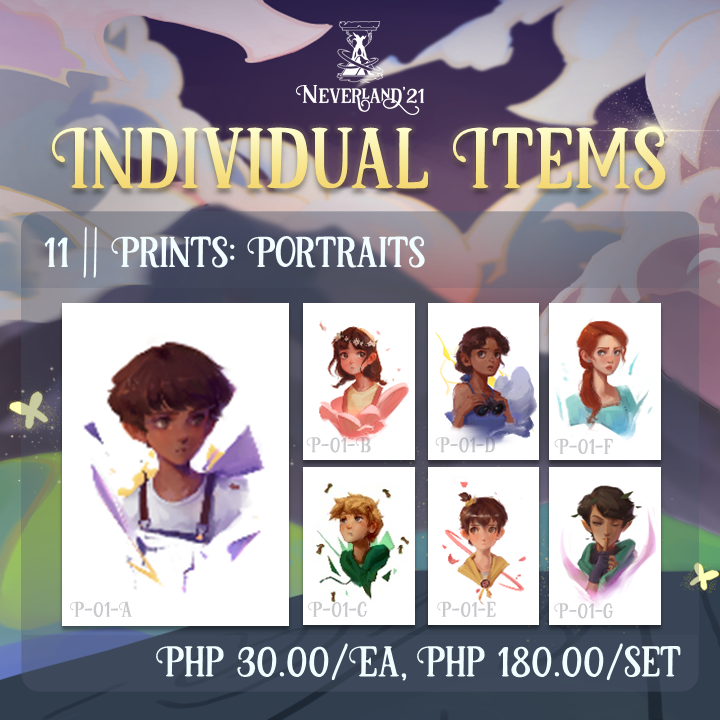 Neverland'21
Individual Items
11 || Prints: Portraits
P-01-A
P-01-B
P-01-D
P-01-F
P-01-C
P-01-E
P-01-G
PHP 30.00/Ea, PHP 180.00/set